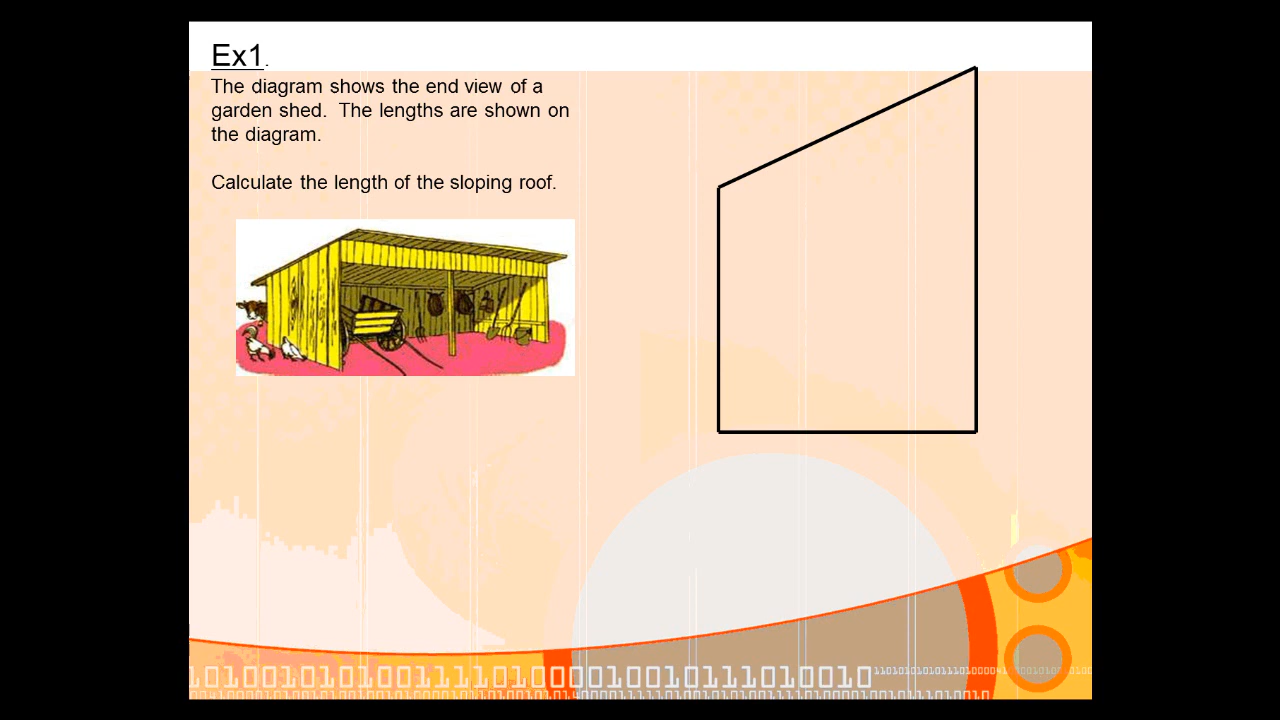 Ex1.
The diagram shows the end view of a
garden shed. The lengths are shown on
the diagram.
Calculate the length of the sloping roof.